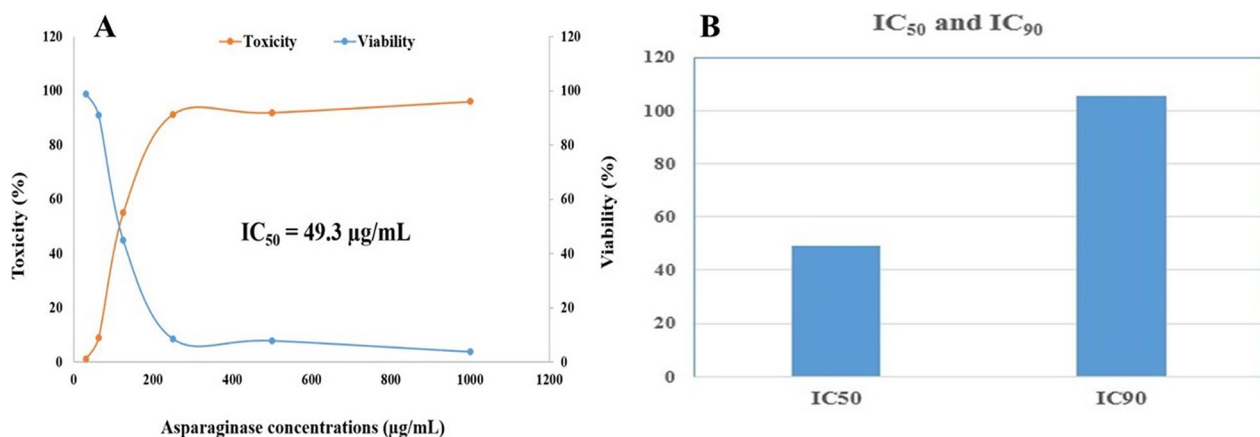 A
Toxicity
Viability
120
100
80
60
40
20
0
Toxicity (%)
120
100
80
60
40
20
0
Viability (%)
IC₅₀ = 49.3 µg/mL
0
200
400
600
800
1000
1200
Asparaginase concentrations (µg/mL)
B
IC₅₀ and IC₉₀
120
100
80
60
40
20
0
IC50
IC90